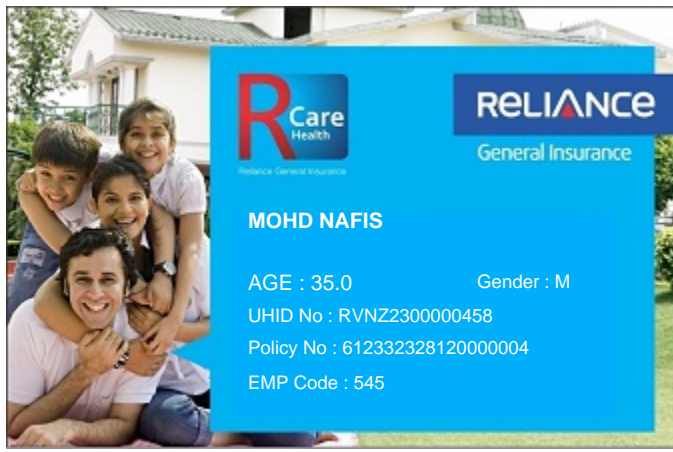 R Care
Health
Reliance General Insurance
RELIANCE
General Insurance
MOHD NAFIS
AGE : 35.0
Gender : M
UHID No : RVNZ2300000458
Policy No : 612332328120000004
EMP Code : 545